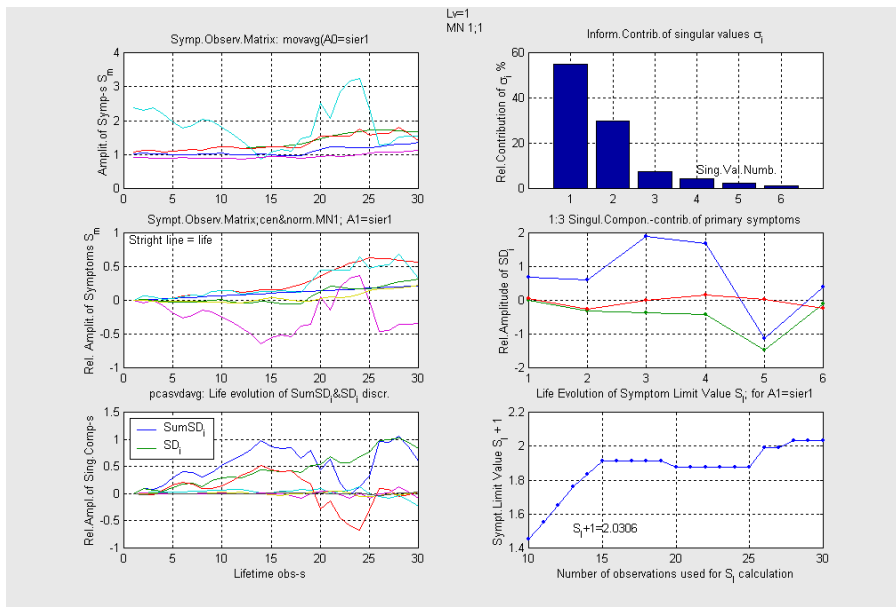 Lv=1
MN 1;1
Symp.Observ.Matrix: movavg(A0=sier1
Amplit.of Symp-s S_m
4
3
2
1
0
0 5 10 15 20 25 30
Inform.Contrib.of singular values σ_i
Rel.Contribution of σ_i %
60
40
20
0
Sing.Val.Numb.
1 2 3 4 5 6
Sympt.Observ.Matrix;cen&norm.MN1; A1=sier1
Stright line = life
Rel. Amplit.of Symptoms S_m
1
0.5
0
-0.5
-1
0 5 10 15 20 25 30
1:3 Singul.Compon.-contrib.of primary symptoms
Rel.Amplitude of SD_i
2
1
0
-1
-2
1 2 3 4 5 6
pcasvdavg: Life evolution of SumSD_i&SD_i discr.
SumSD_i
SD_i
Rel.Ampl.of Sing.Comp-s
1.5
1
0.5
0
-0.5
-1
0 5 10 15 20 25 30
Lifetime obs-s
Life Evolution of Symptom Limit Value S_l; for A1=sier1
Sympt.Limit Value S_l + 1
2.2
2
1.8
1.6
1.4
S_l+1=2.0306
10 15 20 25 30
Number of observations used for S_l calculation